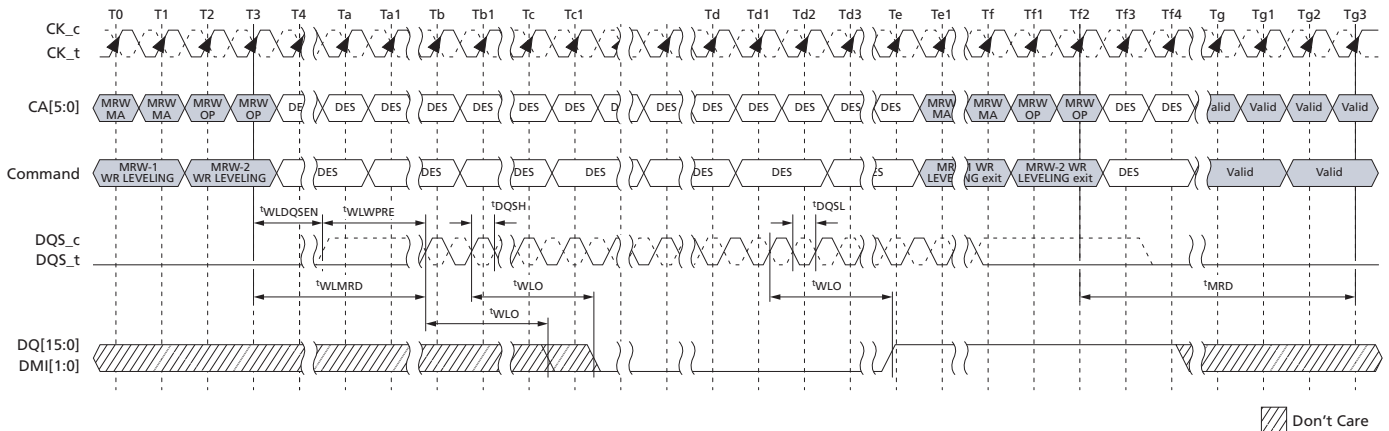 T0 T1 T2 T3 T4 Ta Ta1 Tb Tb1 Tc Tc1 Td Td1 Td2 Td3 Te Te1 Tf Tf1 Tf2 Tf3 Tf4 Tg Tg1 Tg2 Tg3
CK_c
CK_t
CA[5:0]
MRW MA
MRW MA
MRW OP
MRW OP
DES DES DES DES DES DES DES DES DES DES DES DES DES
MRW MA
MRW MA
MRW OP
MRW OP
DES DES
Valid Valid Valid
Command
MRW-1 WR LEVELING
MRW-2 WR LEVELING
DES DES DES DES DES DES DES
MRW-2 WR LEVELING exit
DES
Valid Valid
tWLDQSEN tWLWPRE tDQSH tDQSL
DQS_c
DQS_t
tWLMRD tWLO tWLO tMRD
tWLO
DQ[15:0]
DMI[1:0]
Don't Care